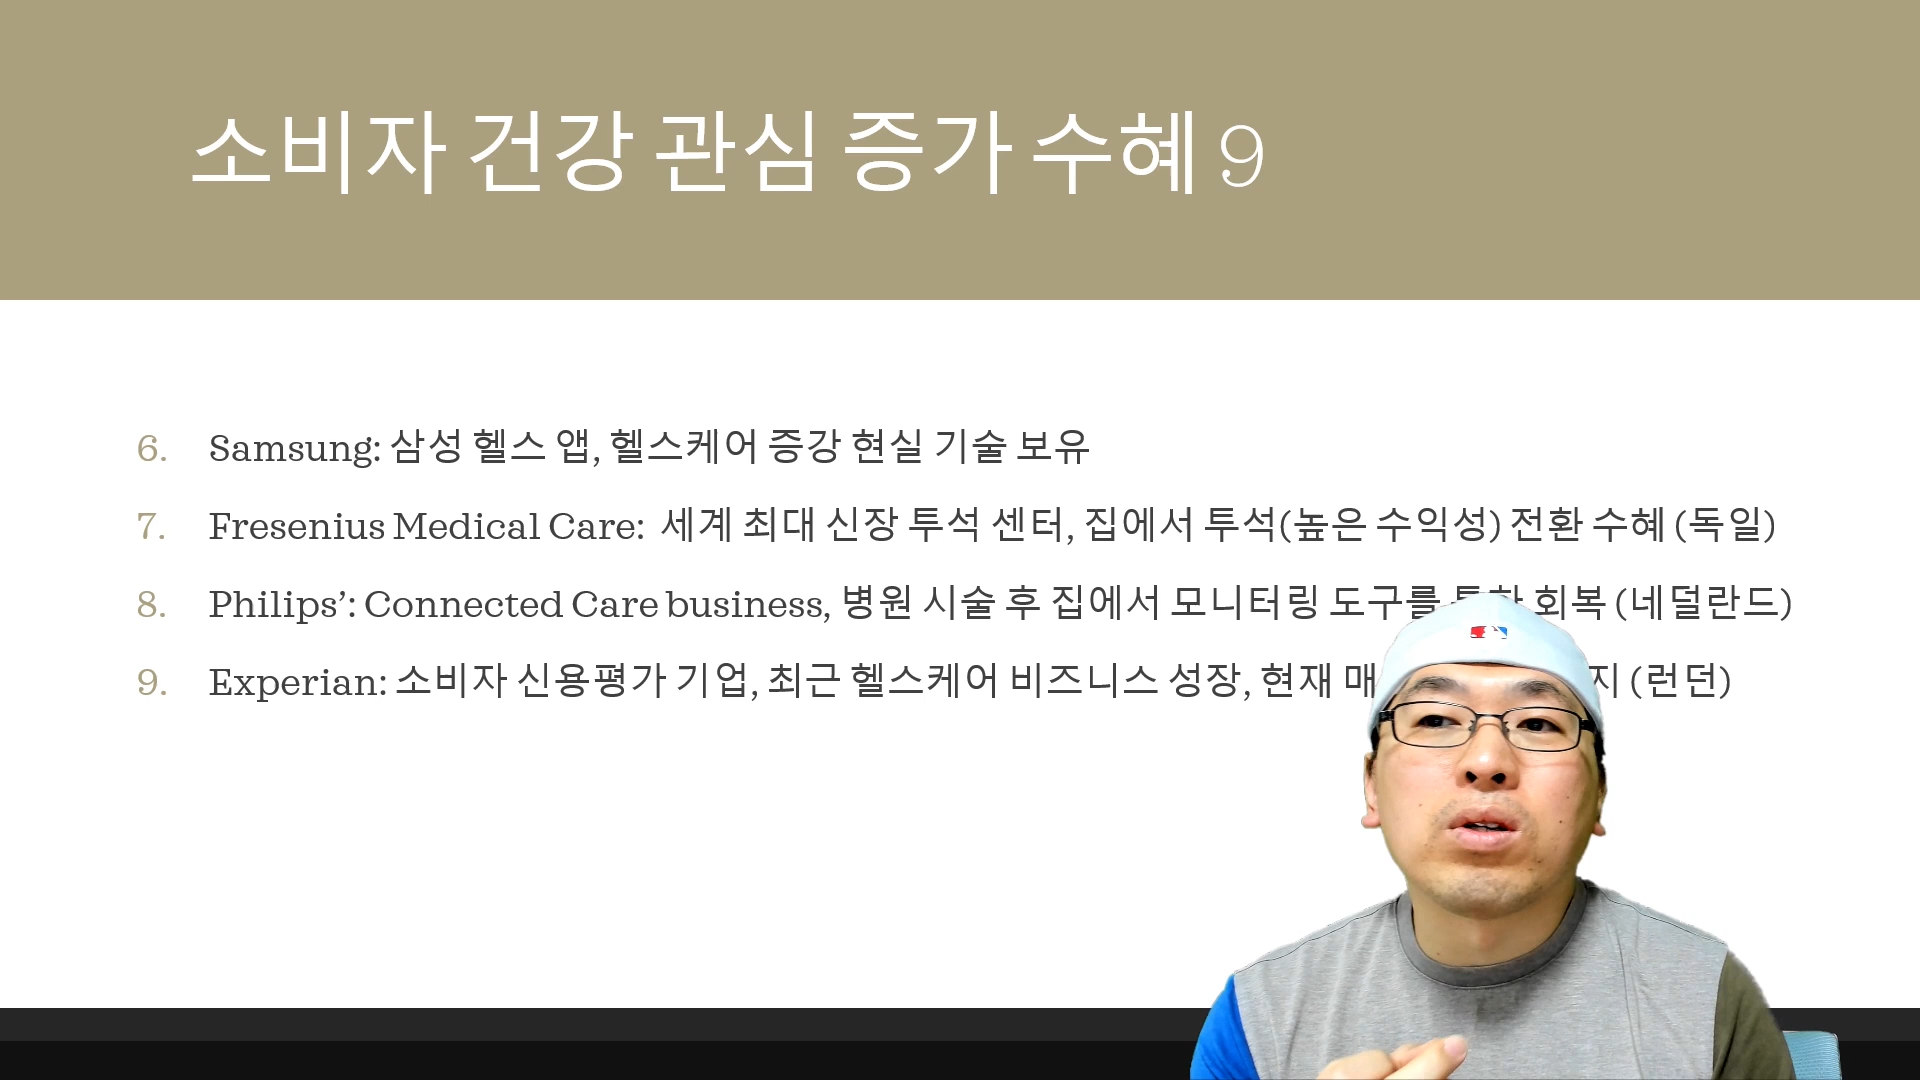 소비자 건강 관심 증가 수혜 9
6. Samsung: 삼성 헬스 앱, 헬스케어 증강 현실 기술 보유
7. Fresenius Medical Care: 세계 최대 신장 투석 센터, 집에서 투석(높은 수익성) 전환 수혜 (독일)
8. Philips’: Connected Care business, 병원 시술 후 집에서 모니터링 도구를 통한 회복 (네덜란드)
9. Experian: 소비자 신용평가 기업, 최근 헬스케어 비즈니스 성장, 현재 (런던)